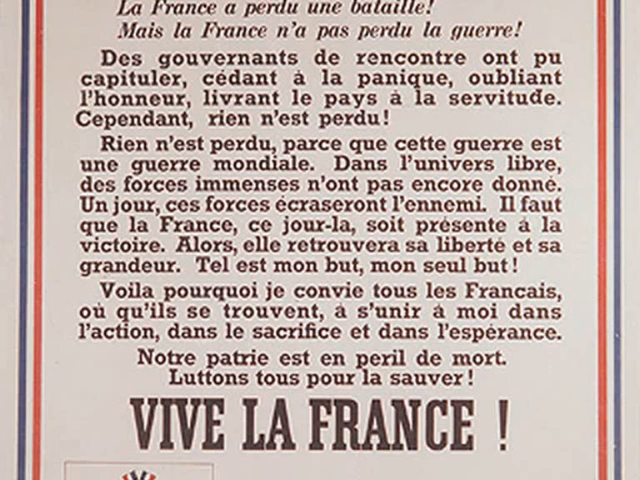 La France a perdu une bataille!
Mais la France n'a pas perdu la guerre!
Des gouvernants de rencontre ont pu
capituler, cédant à la panique, oubliant
l'honneur, livrant le pays à la servitude.
Cependant, rien n'est perdu!
Rien n'est perdu, parce que cette guerre est
une guerre mondiale. Dans l'univers libre,
des forces immenses n'ont pas encore donné.
Un jour, ces forces écraseront l'ennemi. Il faut
que la France, ce jour-la, soit présente à la
victoire. Alors, elle retrouvera sa liberté et sa
grandeur. Tel est mon but, mon seul but!
Voila pourquoi je convie tous les Francais,
où qu'ils se trouvent, à s'unir à moi dans
l'action, dans le sacrifice et dans l'espérance.
Notre patrie est en peril de mort.
Luttons tous pour la sauver!
VIVE LA FRANCE !